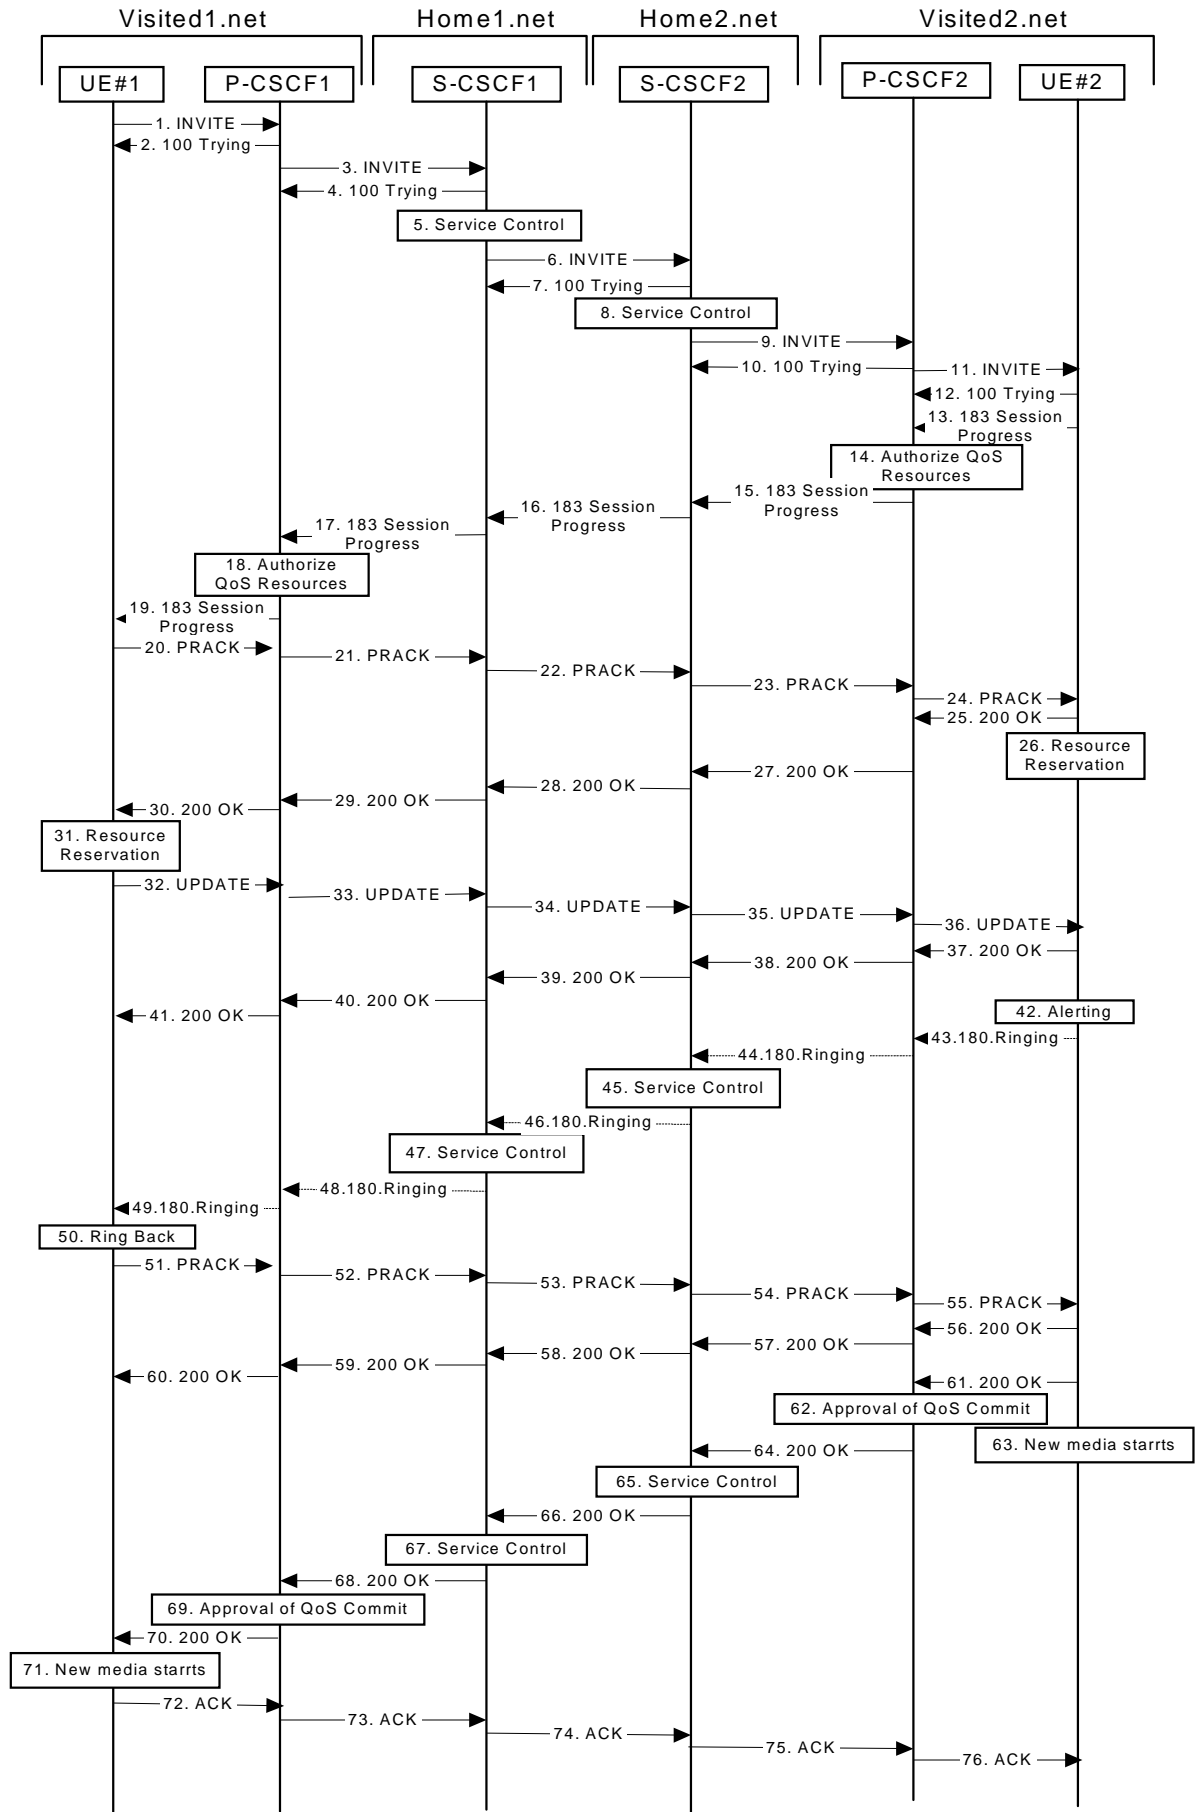 Visited1.net Home1.net Home2.net Visited2.net
UE#1 P-CSCF1 S-CSCF1 S-CSCF2 P-CSCF2 UE#2
1. INVITE
2. 100 Trying
3. INVITE
4. 100 Trying
5. Service Control
6. INVITE
7. 100 Trying
8. Service Control
9. INVITE
10. 100 Trying
11. INVITE
12. 100 Trying
13. 183 Session
Progress
14. Authorize QoS
Resources
15. 183 Session
Progress
16. 183 Session
Progress
17. 183 Session
Progress
18. Authorize
QoS Resources
19. 183 Session
Progress
20. PRACK
21. PRACK
22. PRACK
23. PRACK
24. PRACK
25. 200 OK
26. Resource
Reservation
27. 200 OK
28. 200 OK
29. 200 OK
30. 200 OK
31. Resource
Reservation
32. UPDATE
33. UPDATE
34. UPDATE
35. UPDATE
36. UPDATE
37. 200 OK
38. 200 OK
39. 200 OK
40. 200 OK
41. 200 OK
42. Alerting
43.180.Ringing
44.180.Ringing
45. Service Control
46.180.Ringing
47. Service Control
48.180.Ringing
49.180.Ringing
50. Ring Back
51. PRACK
52. PRACK
53. PRACK
54. PRACK
55. PRACK
56. 200 OK
57. 200 OK
58. 200 OK
59. 200 OK
60. 200 OK
61. 200 OK
62. Approval of QoS Commit
63. New media starrts
64. 200 OK
65. Service Control
66. 200 OK
67. Service Control
68. 200 OK
69. Approval of QoS Commit
70. 200 OK
71. New media starrts
72. ACK
73. ACK
74. ACK
75. ACK
76. ACK